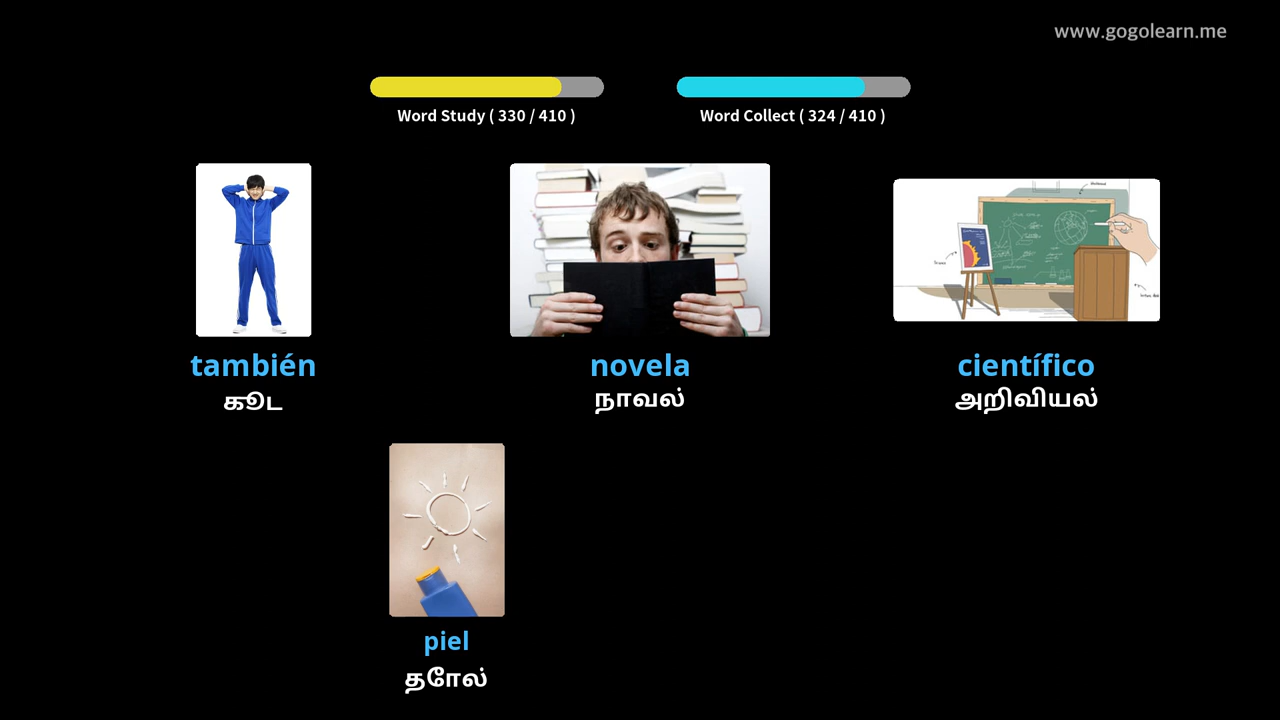 www.gogolearn.me
Word Study ( 330 / 410 )
Word Collect ( 324 / 410 )
también
கூட
novela
நாவல்
científico
அறிவியல்
piel
தோல்